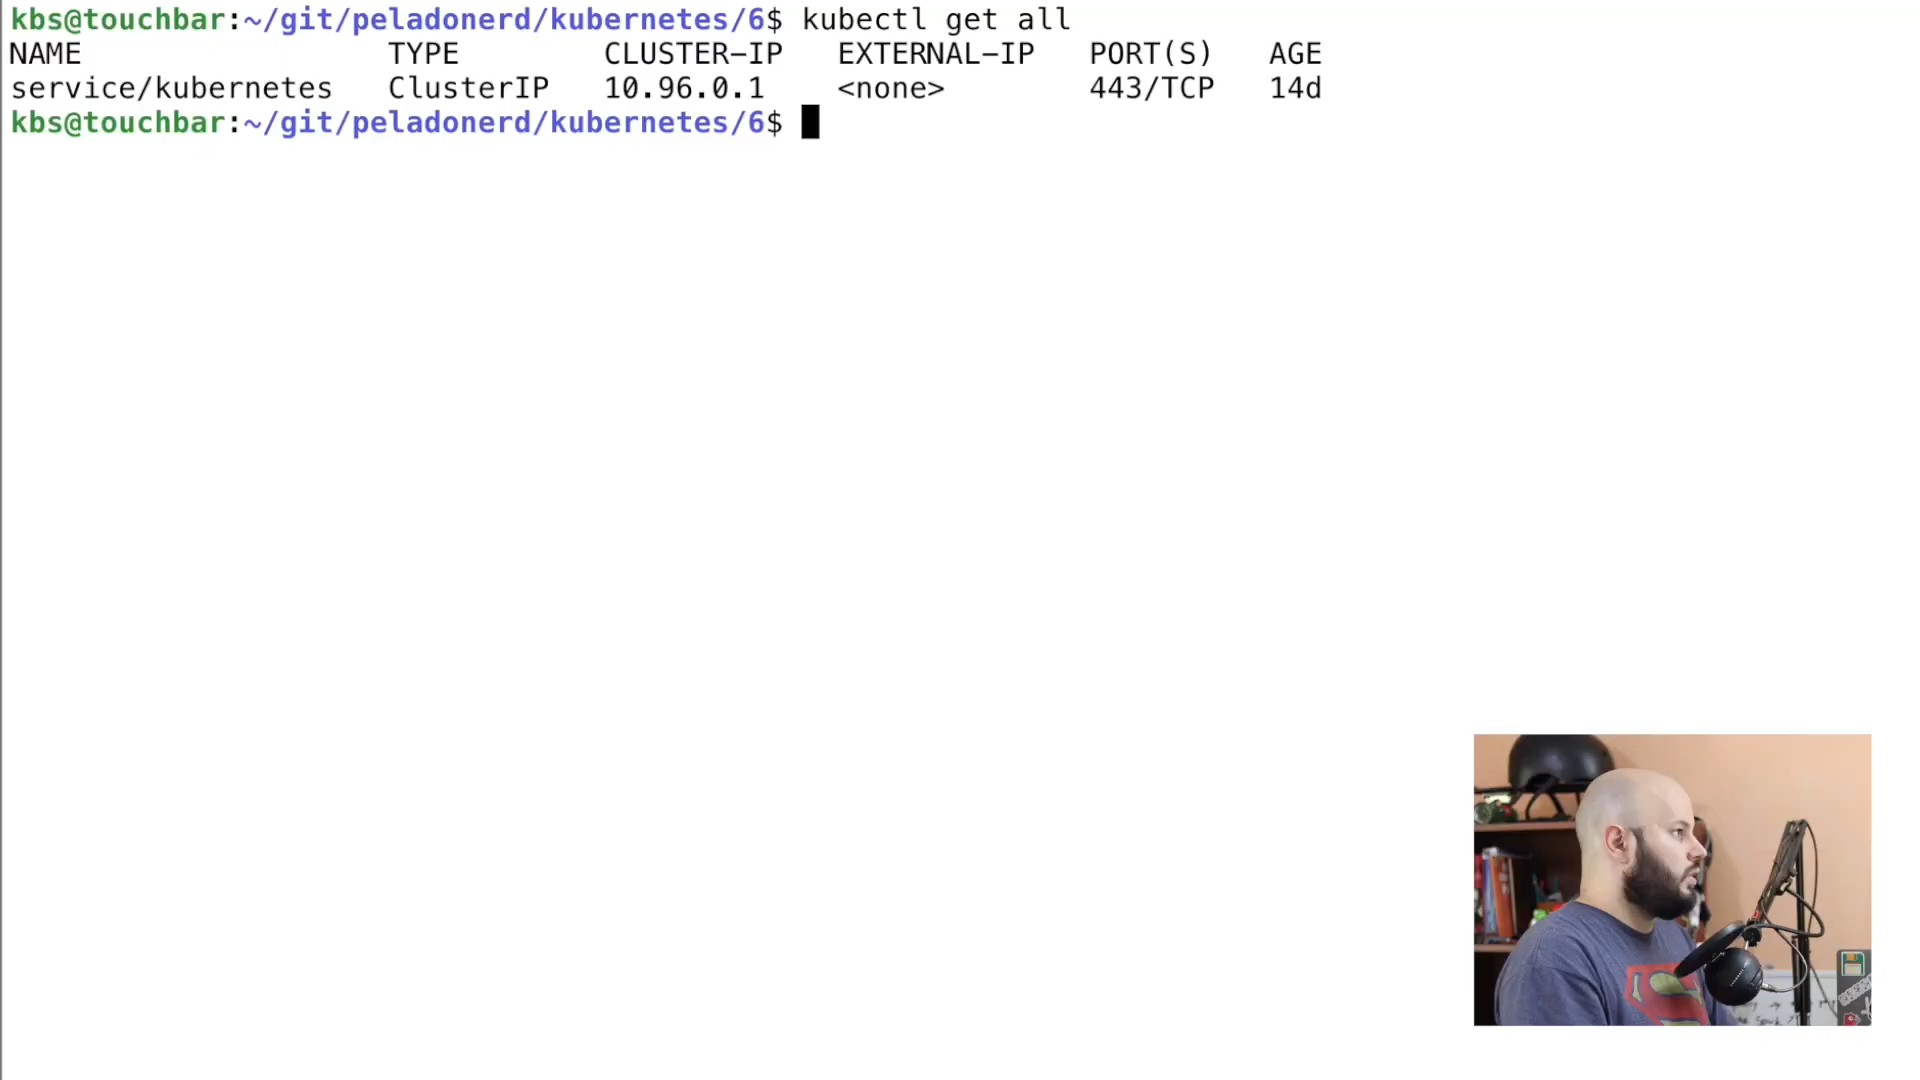 kbs@touchbar:~/git/peladonerd/kubernetes/6$ kubectl get all
NAME TYPE CLUSTER-IP EXTERNAL-IP PORT(S) AGE
service/kubernetes ClusterIP 10.96.0.1 <none> 443/TCP 14d
kbs@touchbar:~/git/peladonerd/kubernetes/6$